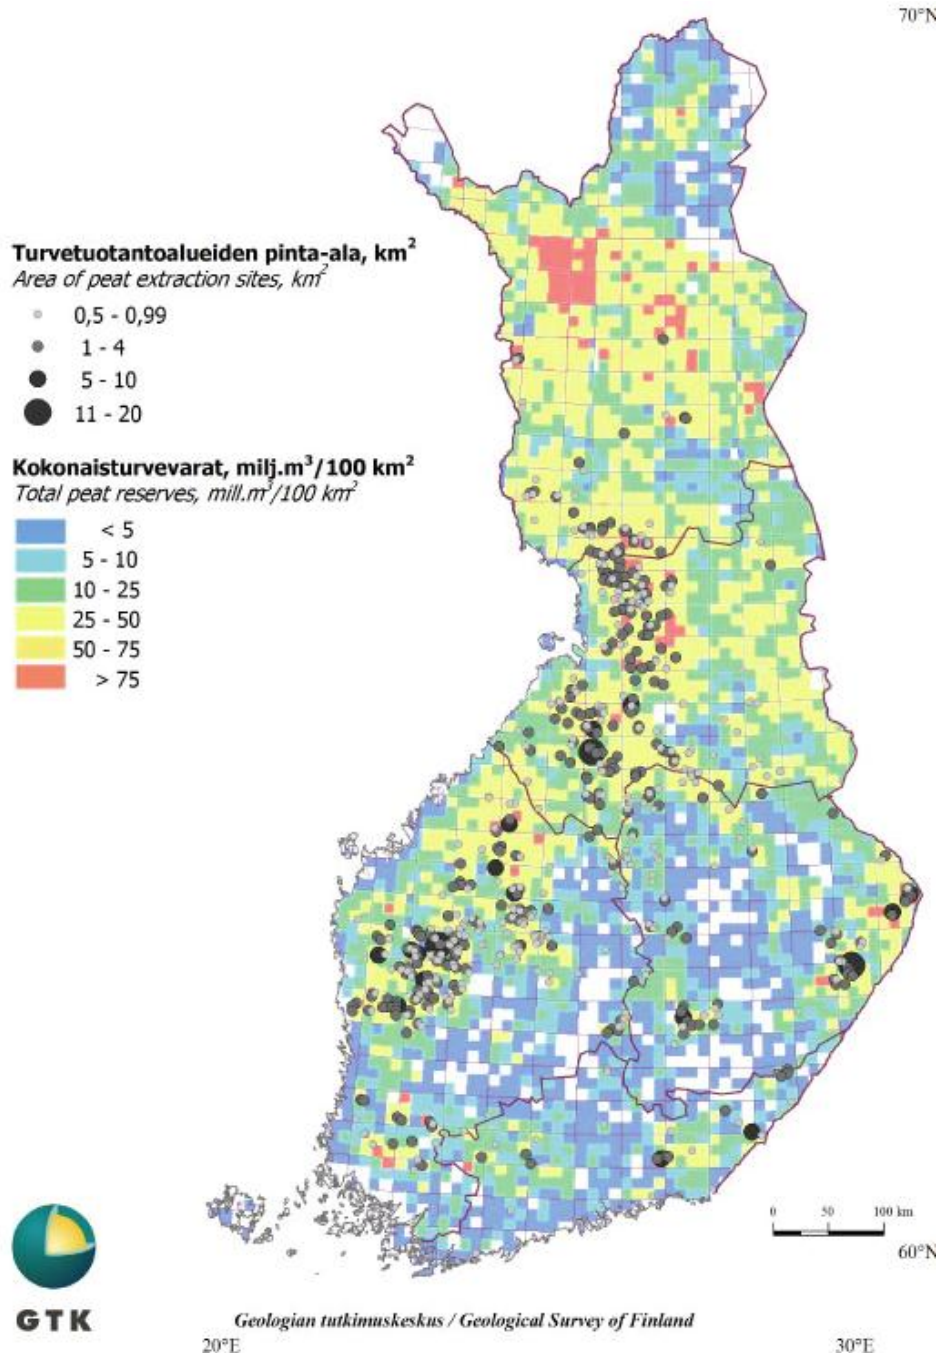 70°N
Turvetuotantoalueiden pinta-ala, km²
Area of peat extraction sites, km²
0,5 - 0,99
1 - 4
5 - 10
11 - 20
Kokonaisturvevarat, milj.m³/100 km²
Total peat reserves, mill.m³/100 km²
< 5
5 - 10
10 - 25
25 - 50
50 - 75
> 75
0 50 100 km
60°N
GTK
Geologian tutkimuskeskus / Geological Survey of Finland
20°E 30°E